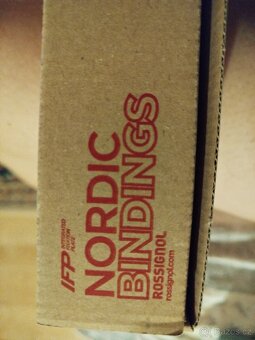 IFP INTEGRATED
FIXATION
PLATE
NORDIC
BINDINGS
ROSSIGNOL
rossignol.com